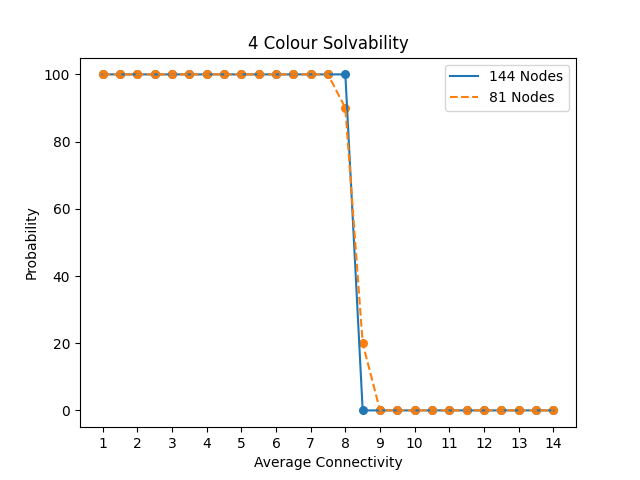 4 Colour Solvability
144 Nodes
81 Nodes
100
80
60
40
20
0
Probability
1 2 3 4 5 6 7 8 9 10 11 12 13 14
Average Connectivity